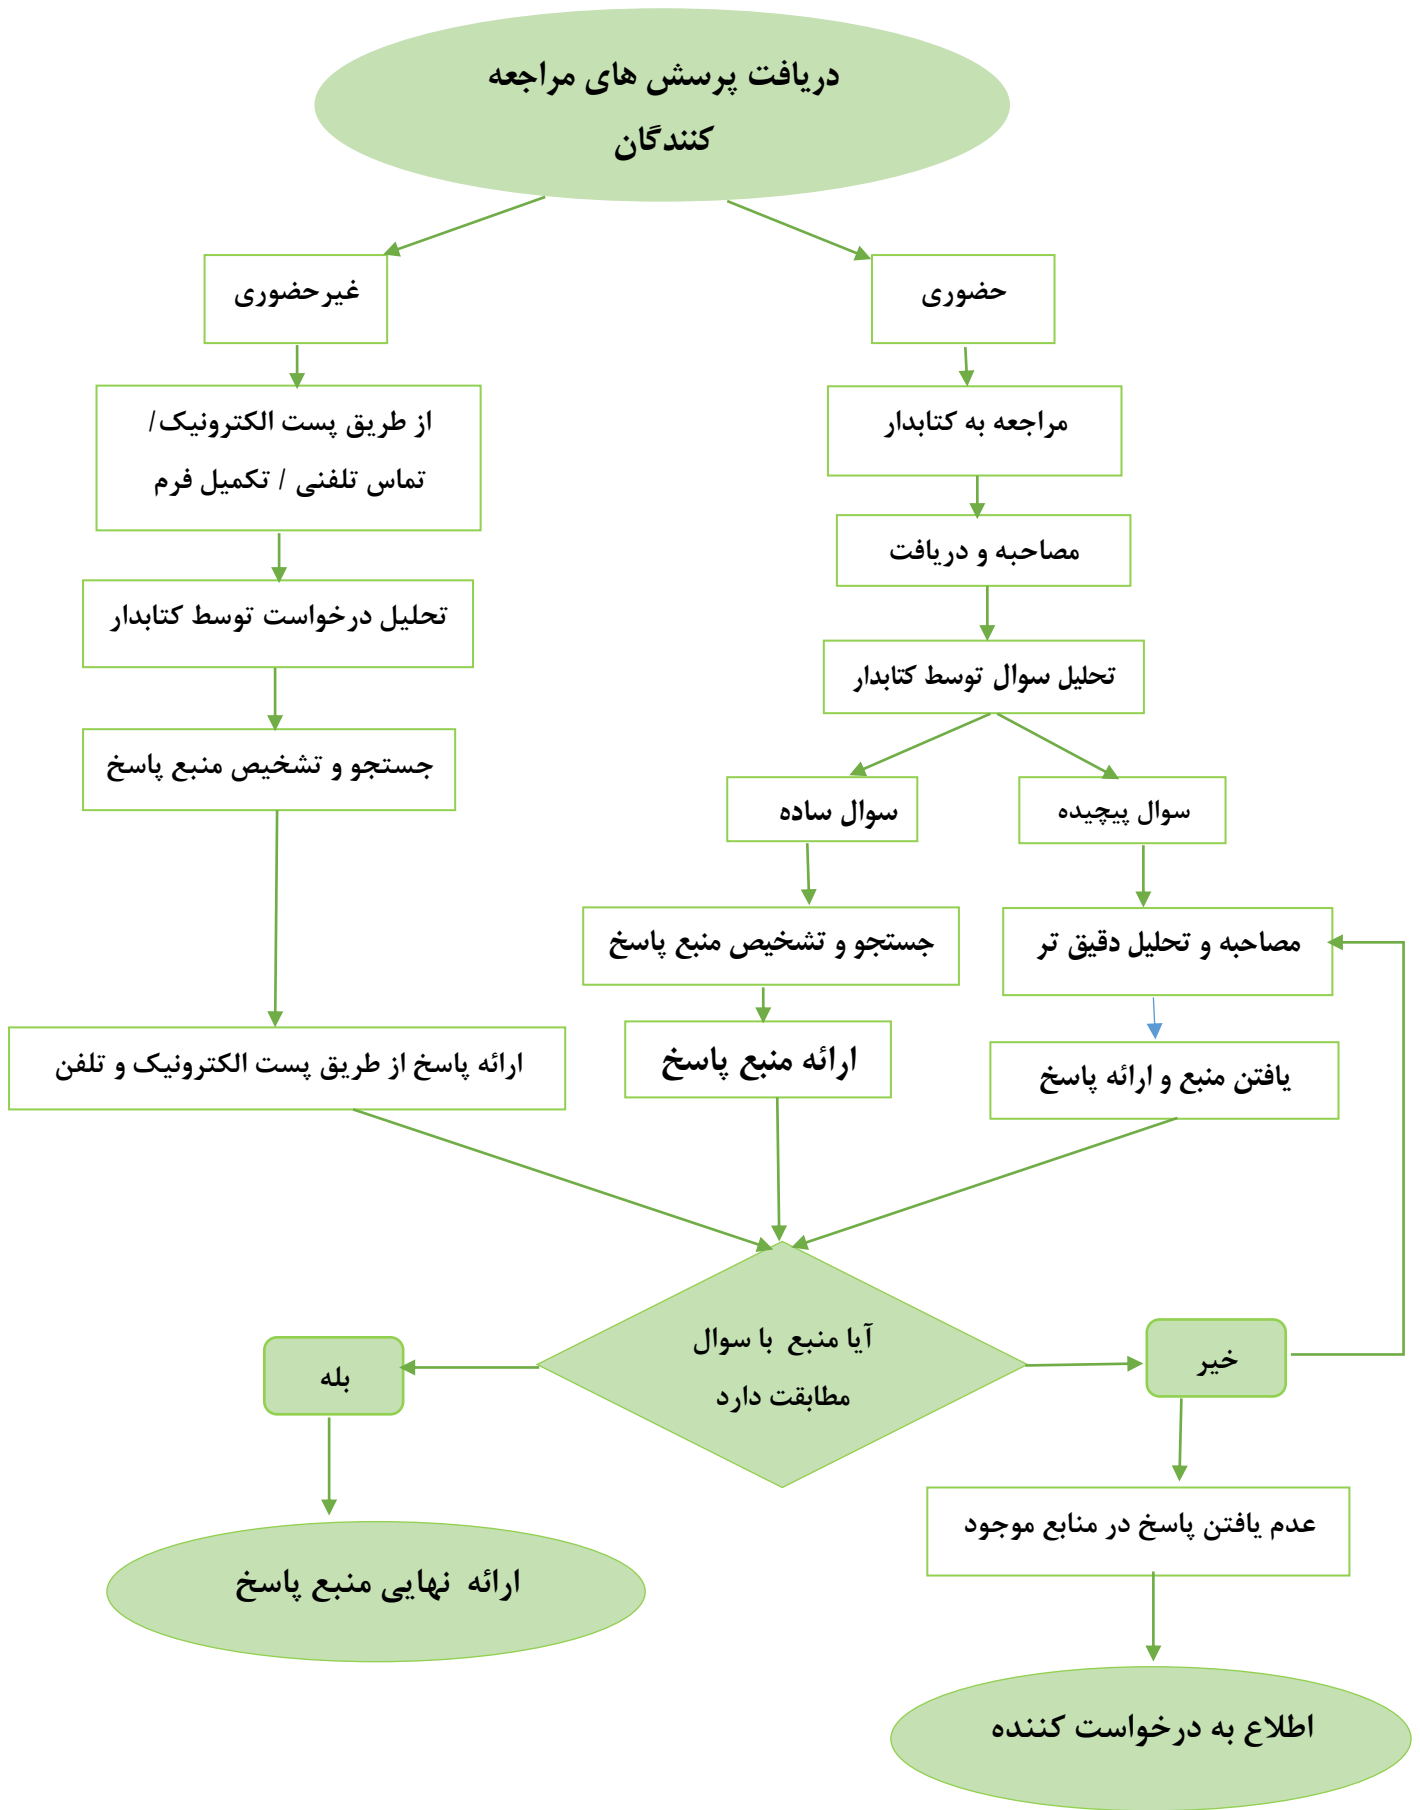 دریافت پرسش های مراجعه
کنندگان
حضوری
غیرحضوری
مراجعه به کتابدار
از طریق پست الکترونیک/
تماس تلفنی / تکمیل فرم
مصاحبه و دریافت
تحلیل درخواست توسط کتابدار
تحلیل سوال توسط کتابدار
جستجو و تشخیص منبع پاسخ
سوال پیچیده
سوال ساده
مصاحبه و تحلیل دقیق تر
جستجو و تشخیص منبع پاسخ
یافتن منبع و ارائه پاسخ
ارائه منبع پاسخ
ارائه پاسخ از طریق پست الکترونیک و تلفن
آیا منبع با سوال
مطابقت دارد
خیر
بله
عدم یافتن پاسخ در منابع موجود
ارائه نهایی منبع پاسخ
اطلاع به درخواست کننده